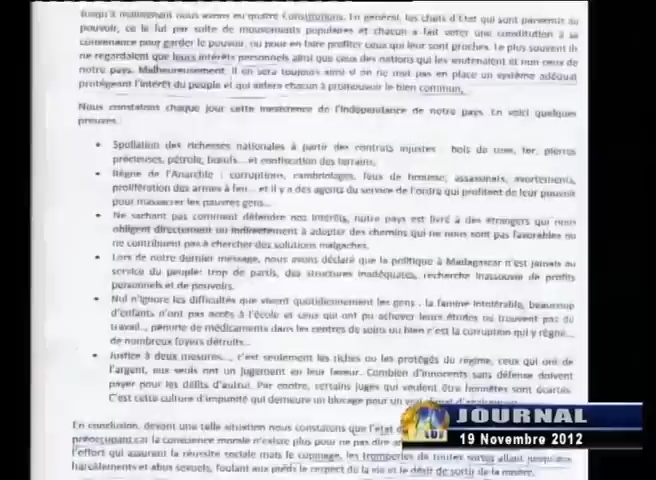 Jusqu'à maintenant nous avons eu quatre Constitutions. En général, les chefs d'Etat qui sont parvenus au
pouvoir, ce le fut par suite de mouvements populaires et chacun a fait voter une constitution à sa
convenance pour garder le pouvoir, ou pour en faire profiter ceux qui leur sont proches. Le plus souvent ils
ne regardaient que leurs intérêts personnels ainsi que ceux des nations qui les soutenaient et non ceux de
notre pays. Malheureusement, il en sera toujours ainsi si on ne met pas en place un système adéquat
protégeant l'intérêt du peuple et qui aidera chacun à promouvoir le bien commun.
Nous constatons chaque jour cette inexistence de l'indépendance de notre pays. En voici quelques
preuves.
• Spoliation des richesses nationales à partir des contrats injustes : bois de rose, fer, pierres
précieuses, pétrole, bœufs... et confiscation des terrains.
• Règne de l'Anarchie : corruptions, cambriolages, feux de brousse, assassinats, avortements,
prolifération des armes à feu... et il y a des agents du service de l'ordre qui profitent de leur pouvoir
pour massacrer les pauvres gens...
• Ne sachant pas comment défendre nos intérêts, notre pays est livré à des étrangers qui nous
obligent directement ou indirectement à adopter des chemins qui ne nous sont pas favorables ou
ne contribuent pas à chercher des solutions malgaches.
• Lors de notre dernier message, nous avions déclaré que la politique à Madagascar n'est jamais au
service du peuple: trop de partis, des structures inadéquates, recherche inassouvie de profits
personnels et de pouvoirs.
• Nul n'ignore les difficultés que vivent quotidiennement les gens : la famine intolérable, beaucoup
d'enfants n'ont pas accès à l'école et ceux qui ont pu achever leurs études ne trouvent pas du
travail..., pénurie de médicaments dans les centres de soins ou bien c'est la corruption qui y règne...
de nombreux foyers détruits...
• Justice à deux mesures..., c'est seulement les riches ou les protégés du régime, ceux qui ont de
l'argent, eux seuls ont un jugement en leur faveur. Combien d'innocents sans défense doivent
payer pour les délits d'autrui. Par contre, certains juges qui veulent être honnêtes sont écartés.
C'est cette culture d'impunité qui demeure un blocage pour un vrai
En conclusion, devant une telle situation nous constatons que l'état d
préoccupant car la conscience morale n'existe plus pour ne pas dire
l'effort qui assurant la réussite sociale mais le copinage, les tromperies de toutes sortes allant jusqu'aux
harcèlements et abus sexuels, foulant aux pieds le respect de la vie et le désir de sortir de la misère.
JOURNAL
19 Novembre 2012